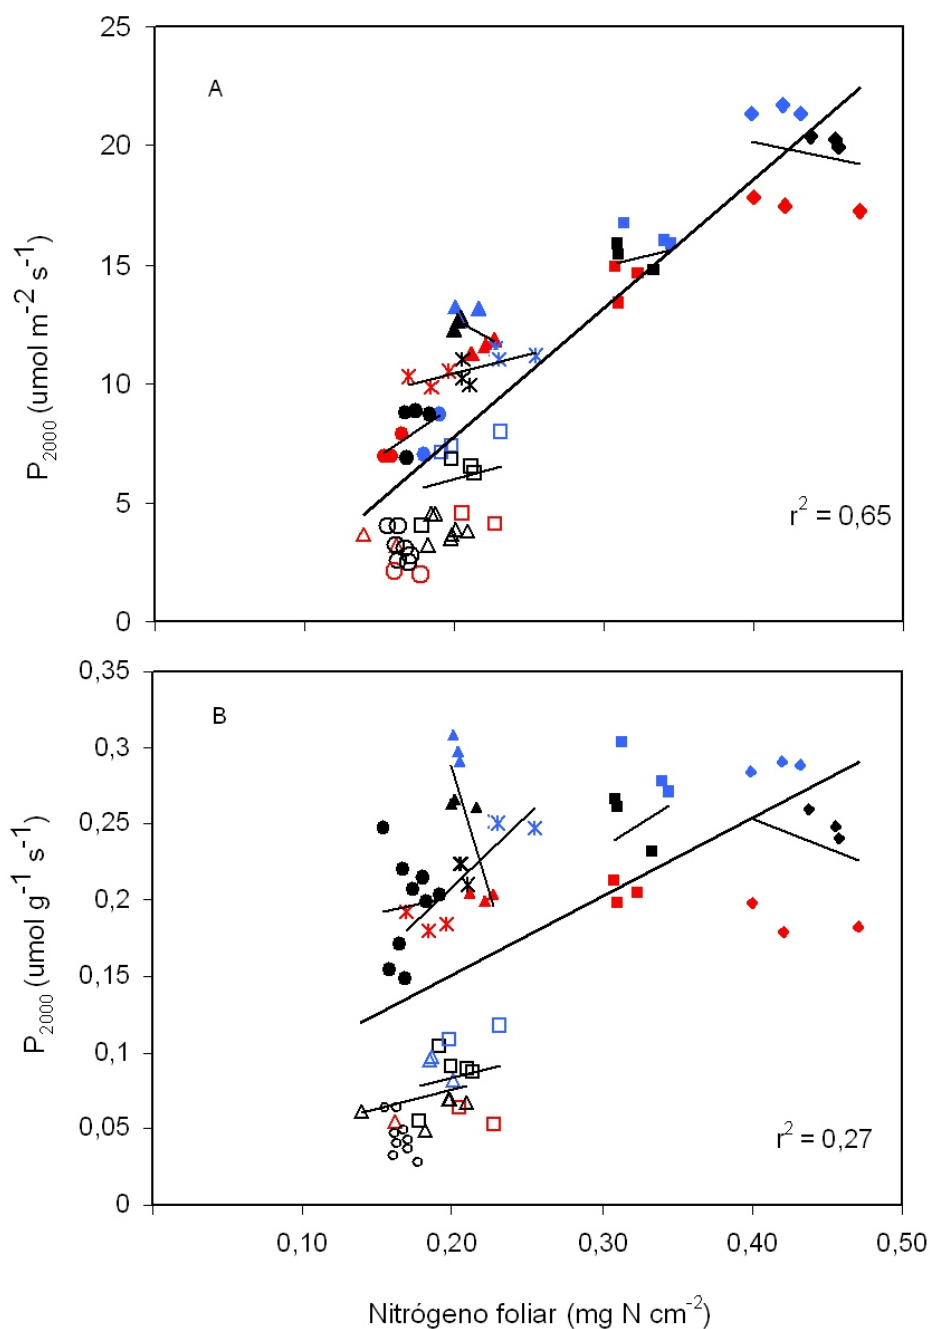 25
20
15
10
5
0
A
P2000 (umol m-2 s-1)
r2 = 0,65
0,35
0,3
0,25
0,2
0,15
0,1
0,05
0
B
P2000 (umol g-1 s-1)
r2 = 0,27
0,10 0,20 0,30 0,40 0,50
Nitrógeno foliar (mg N cm-2)